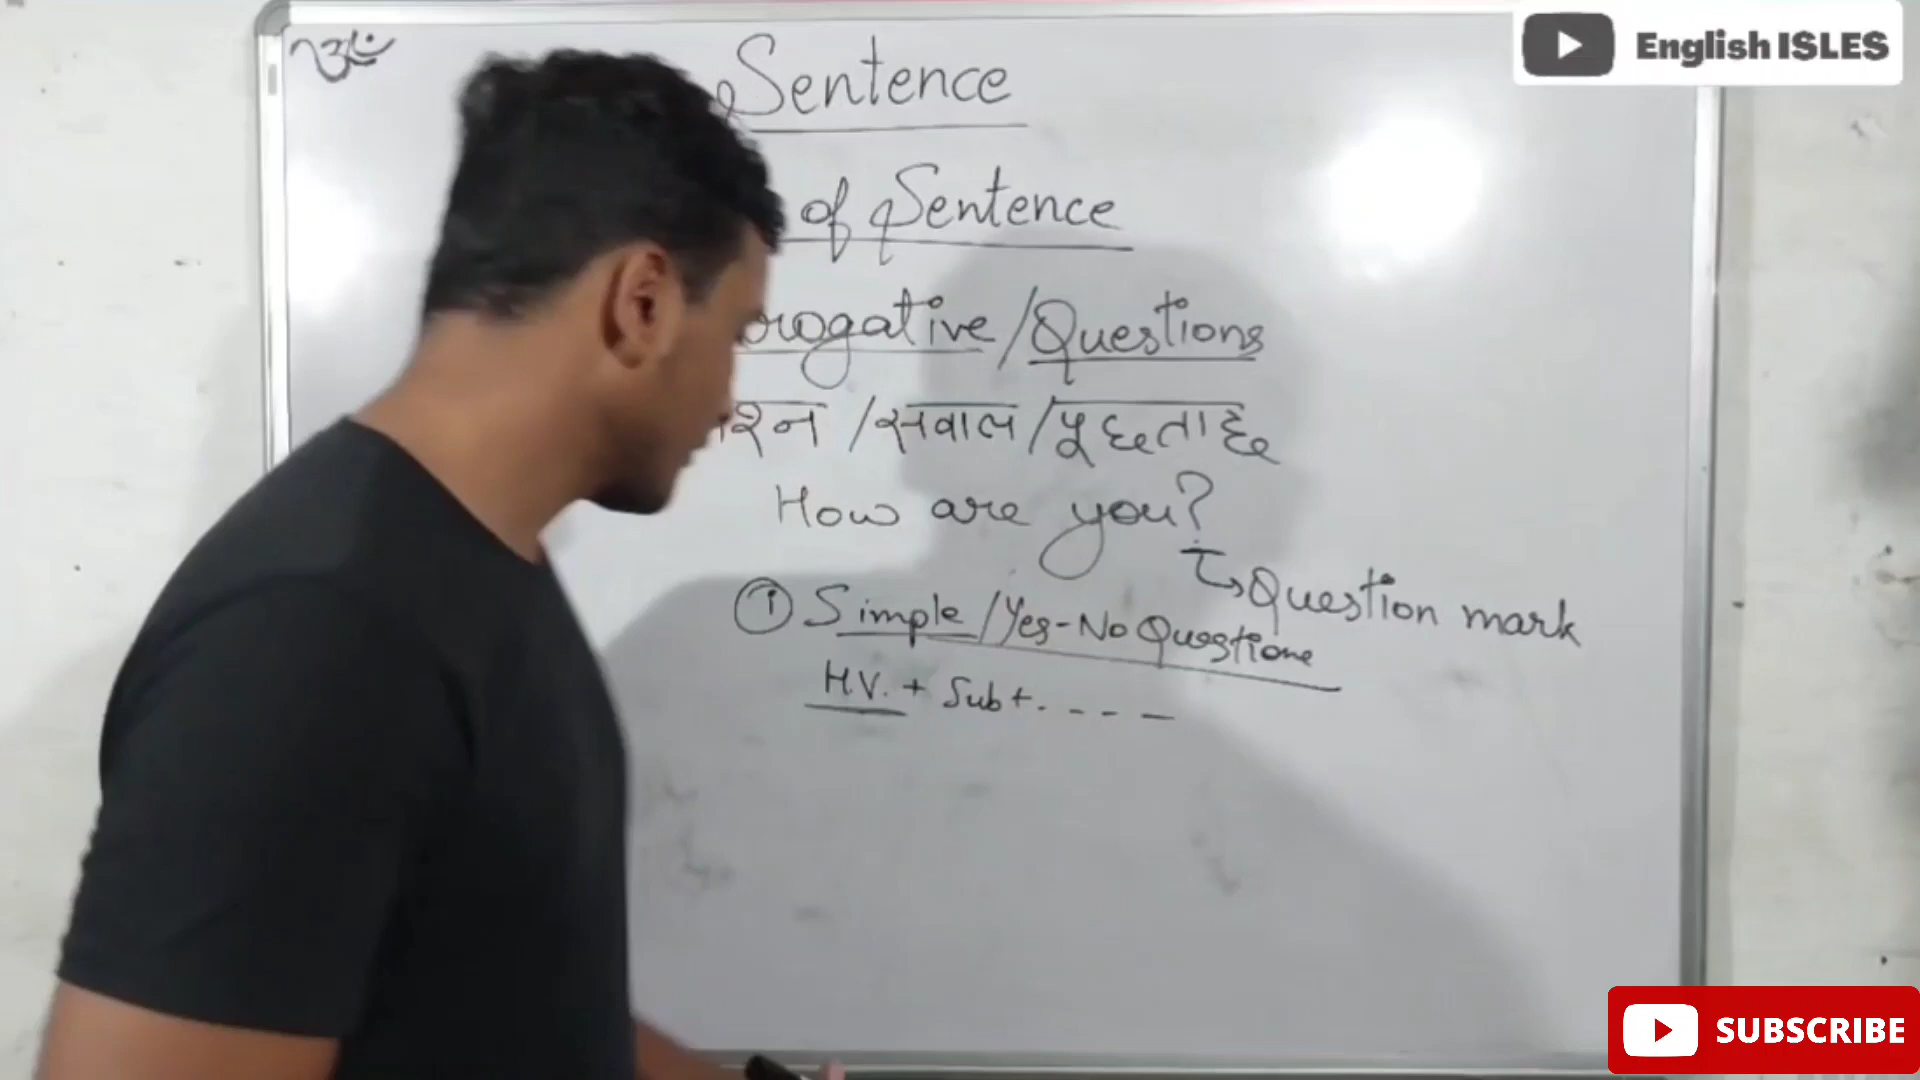 ॐ
English ISLES
Sentence
of Sentence
rogative/Questions
श्न /सवाल/पूछता है
How are you?
Question mark
① Simple/Yes-No Questions
H.V. + Sub + . - - -
SUBSCRIBE